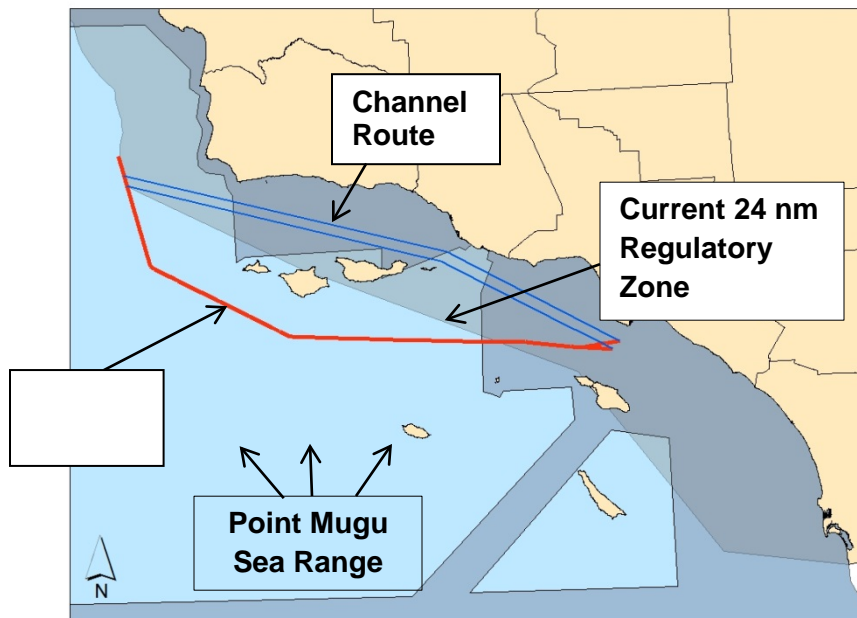 Channel
Route
Current 24 nm
Regulatory
Zone
Point Mugu
Sea Range
N